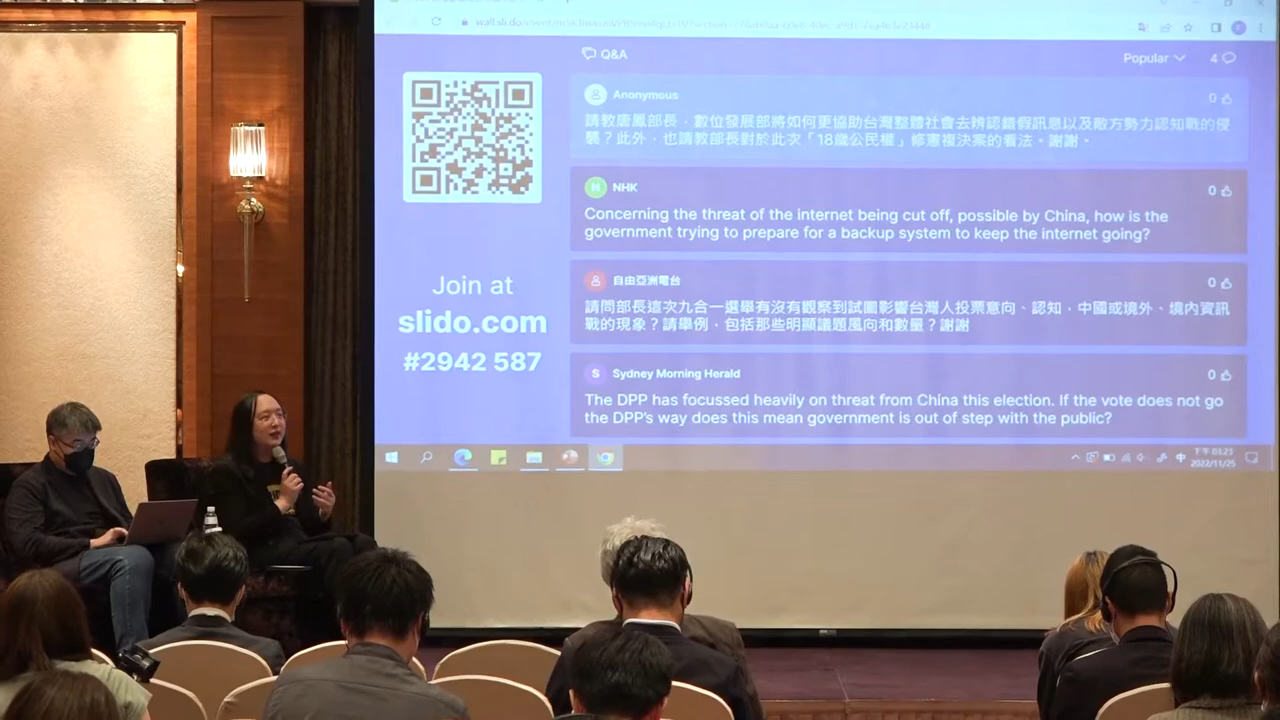 Q&A
Popular
4
Anonymous
0
請教唐鳳部長，數位發展部將如何更協助台灣整體社會去辨認錯假訊息以及敵方勢力認知戰的侵
襲？此外，也請教部長對於此次「18歲公民權」修憲複決案的看法。謝謝。
N
NHK
0
Concerning the threat of the internet being cut off, possible by China, how is the
government trying to prepare for a backup system to keep the internet going?
自由亞洲電台
0
請問部長這次九合一選舉有沒有觀察到試圖影響台灣人投票意向、認知，中國或境外、境內資訊
戰的現象？請舉例，包括那些明顯議題風向和數量？謝謝
S
Sydney Morning Herald
0
The DPP has focussed heavily on threat from China this election. If the vote does not go
the DPP's way does this mean government is out of step with the public?
Join at
slido.com
#2942 587
中
下午 03:23
2022/11/25